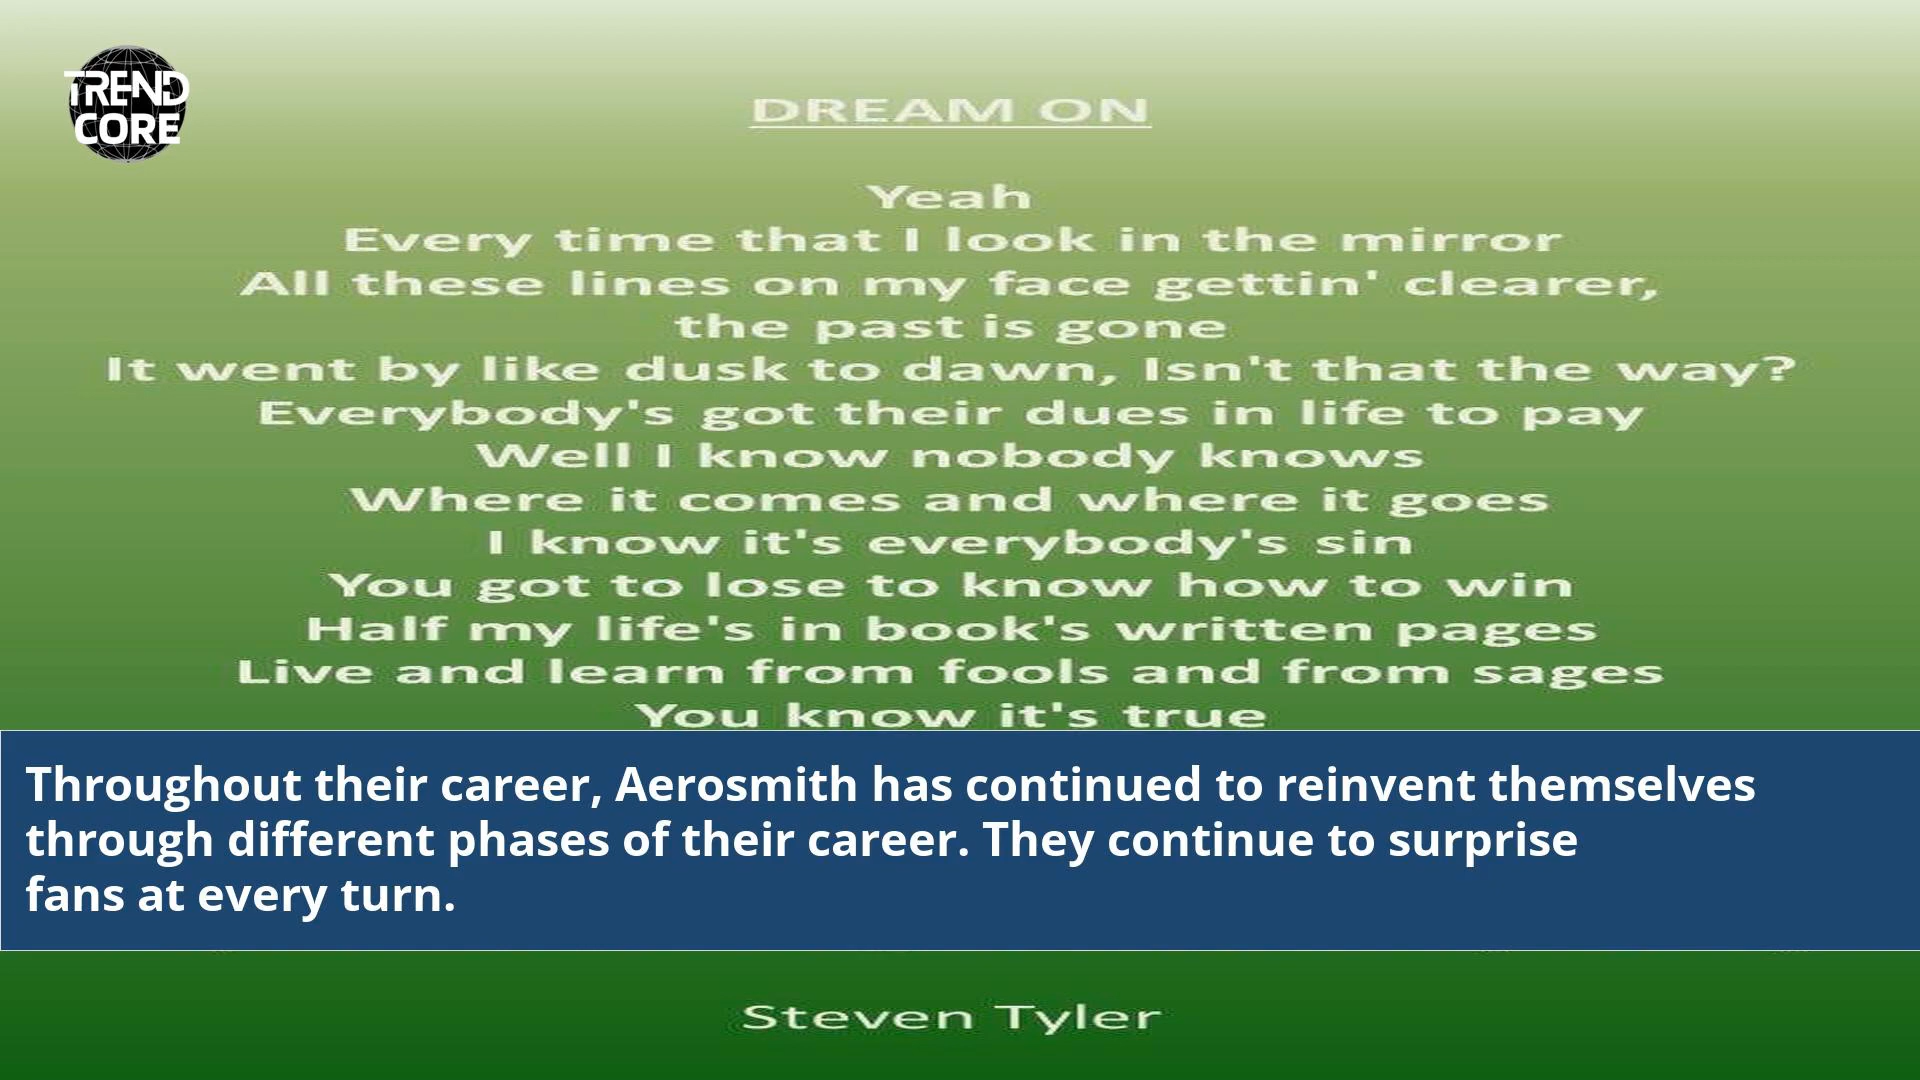 TREND
CORE
DREAM ON
Yeah
Every time that I look in the mirror
All these lines on my face gettin' clearer,
the past is gone
It went by like dusk to dawn, Isn't that the way?
Everybody's got their dues in life to pay
Well I know nobody knows
Where it comes and where it goes
I know it's everybody's sin
You got to lose to know how to win
Half my life's in book's written pages
Live and learn from fools and from sages
You know it's true
Throughout their career, Aerosmith has continued to reinvent themselves
through different phases of their career. They continue to surprise
fans at every turn.
Steven Tyler